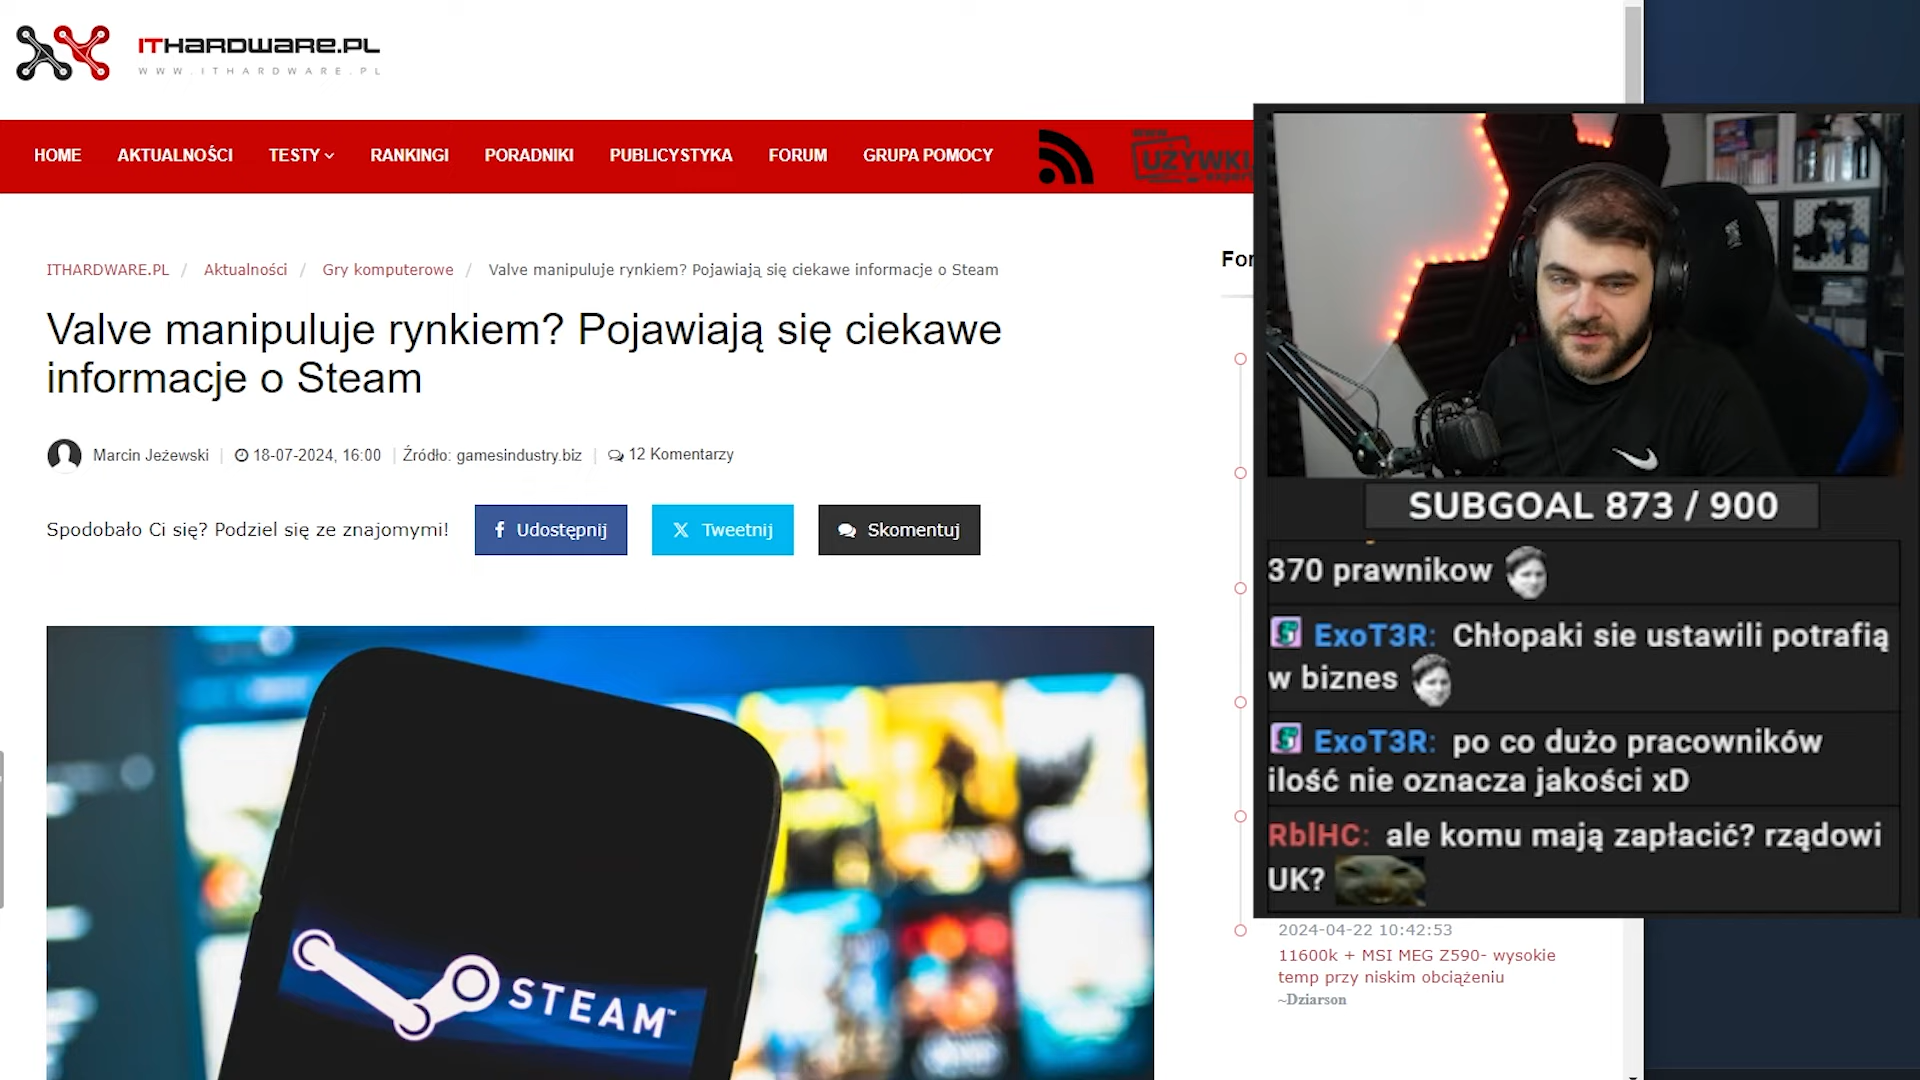 ITHARDWARE.PL
WWW.ITHARDWARE.PL
HOME
AKTUALNOŚCI
TESTY
RANKINGI
PORADNIKI
PUBLICYSTYKA
FORUM
GRUPA POMOCY
ITHARDWARE.PL / Aktualności / Gry komputerowe / Valve manipuluje rynkiem? Pojawiają się ciekawe informacje o Steam
Valve manipuluje rynkiem? Pojawiają się ciekawe
informacje o Steam
Marcin Jeżewski | 18-07-2024, 16:00 | Źródło: gamesindustry.biz | 12 Komentarzy
Spodobało Ci się? Podziel się ze znajomymi!
Udostępnij
Tweetnij
Skomentuj
STEAM™
SUBGOAL 873 / 900
370 prawnikow
ExoT3R: Chłopaki sie ustawili potrafią
w biznes
ExoT3R: po co dużo pracowników
ilość nie oznacza jakości xD
RblHC: ale komu mają zapłacić? rządowi
UK?
2024-04-22 10:42:53
11600k + MSI MEG Z590- wysokie
temp przy niskim obciążeniu
~Dziarson